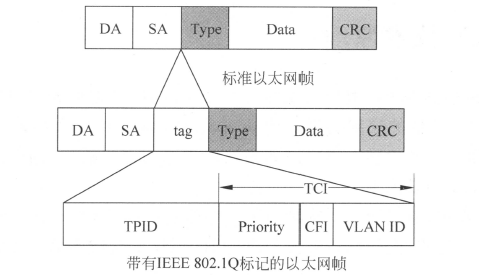 DA SA Type Data CRC
标准以太网帧
DA SA tag Type Data CRC
TCI
TPID Priority CFI VLAN ID
带有IEEE 802.1Q标记的以太网帧